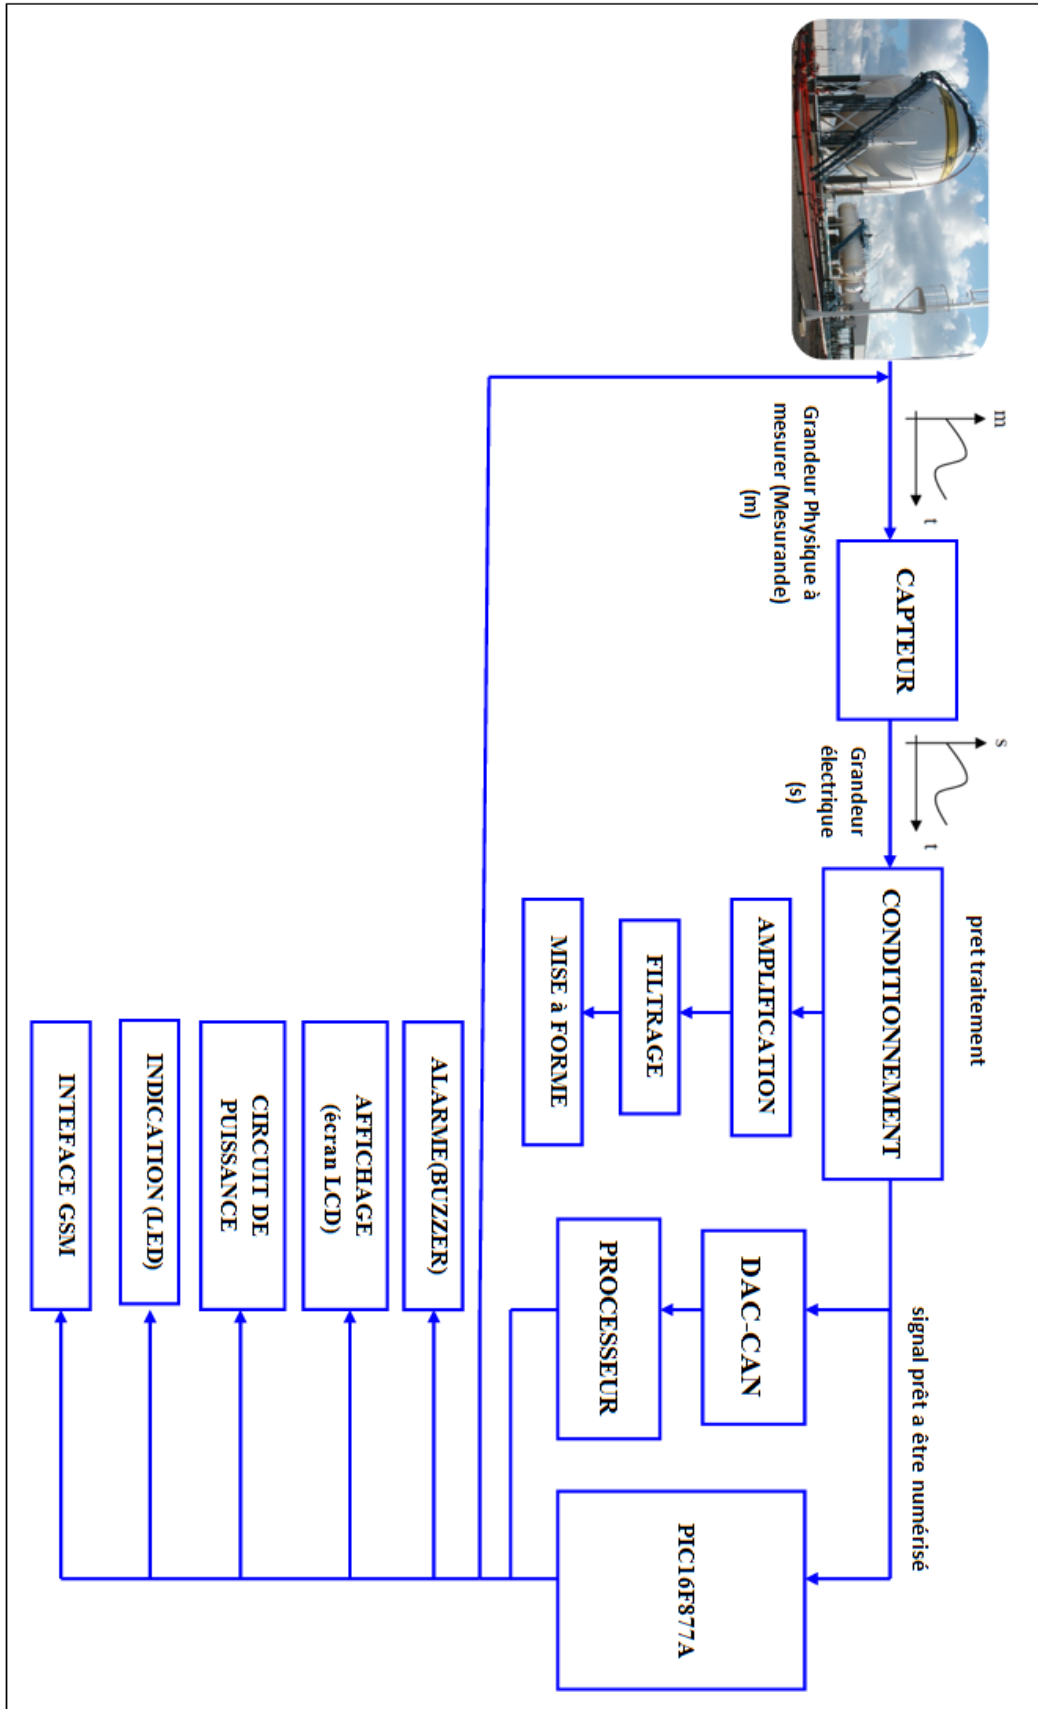 m
t
Grandeur Physique à
mesurer (Mesurande)
(m)
CAPTEUR
s
t
Grandeur
électrique
(s)
pret traitement
CONDITIONNEMENT
AMPLIFICATION
FILTRAGE
MISE à FORME
signal prêt a être numérisé
DAC-CAN
PROCESSEUR
PIC16F877A
ALARME(BUZZER)
AFFICHAGE
(écran LCD)
CIRCUIT DE
PUISSANCE
INDICATION (LED)
INTEFACE GSM